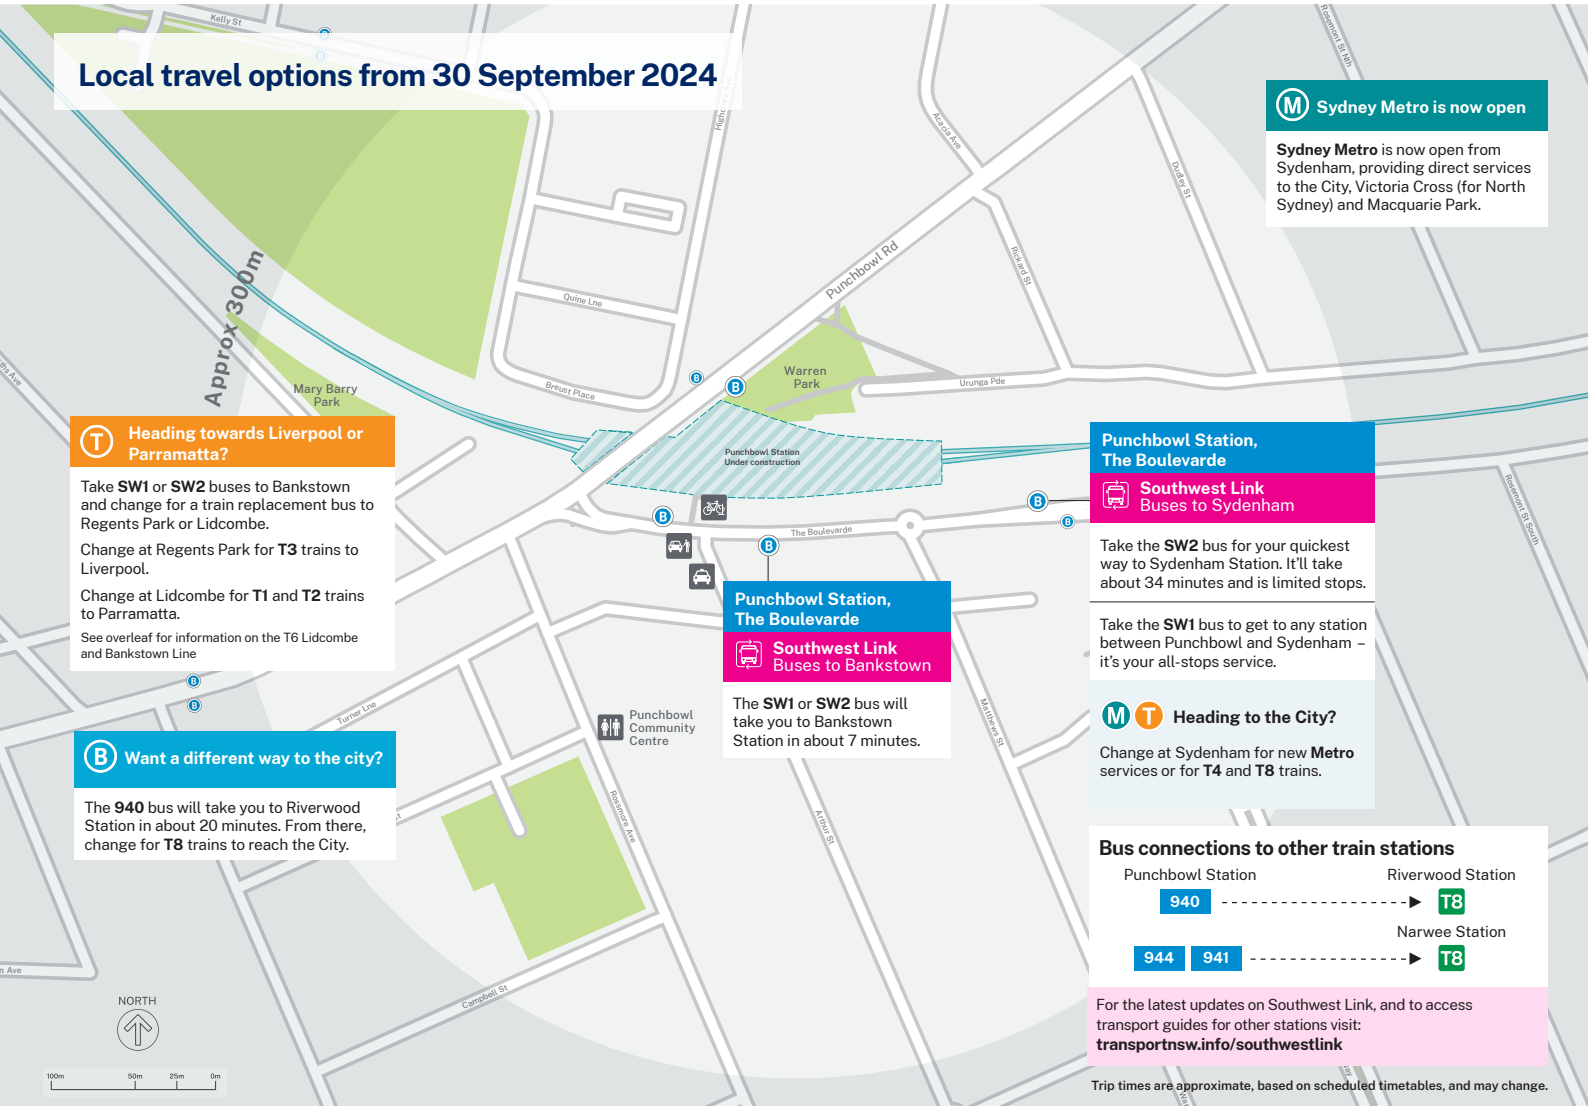 Local travel options from 30 September 2024
Kelly St
Rosemont St Nth
Acacia Ave
Dudley St
M
Sydney Metro is now open
Sydney Metro is now open from
Sydenham, providing direct services
to the City, Victoria Cross (for North
Sydney) and Macquarie Park.
Approx 300m
Punchbowl Rd
Rickard St
Quine Lne
Breust Place
Urunga Pde
Warren
Park
Mary Barry
Park
B
B
B
T
Heading towards Liverpool or
Parramatta?
Take SW1 or SW2 buses to Bankstown
and change for a train replacement bus to
Regents Park or Lidcombe.
Change at Regents Park for T3 trains to
Liverpool.
Change at Lidcombe for T1 and T2 trains
to Parramatta.
See overleaf for information on the T6 Lidcombe
and Bankstown Line
Punchbowl Station
Under construction
B
The Boulevarde
B
B
B
Punchbowl Station,
The Boulevarde
Southwest Link
Buses to Bankstown
The SW1 or SW2 bus will
take you to Bankstown
Station in about 7 minutes.
Punchbowl Station,
The Boulevarde
Southwest Link
Buses to Sydenham
Take the SW2 bus for your quickest
way to Sydenham Station. It'll take
about 34 minutes and is limited stops.
Take the SW1 bus to get to any station
between Punchbowl and Sydenham –
it's your all-stops service.
M T Heading to the City?
Change at Sydenham for new Metro
services or for T4 and T8 trains.
Rosemont St South
B
B
Turner Lne
Punchbowl
Community
Centre
Matthews St
Rossmore Ave
Arthur St
Campbell St
B
Want a different way to the city?
The 940 bus will take you to Riverwood
Station in about 20 minutes. From there,
change for T8 trains to reach the City.
Bus connections to other train stations
Punchbowl Station
Riverwood Station
940
T8
Narwee Station
944 941
T8
For the latest updates on Southwest Link, and to access
transport guides for other stations visit:
transportnsw.info/southwestlink
Trip times are approximate, based on scheduled timetables, and may change.
n Ave
NORTH
100m 50m 25m 0m